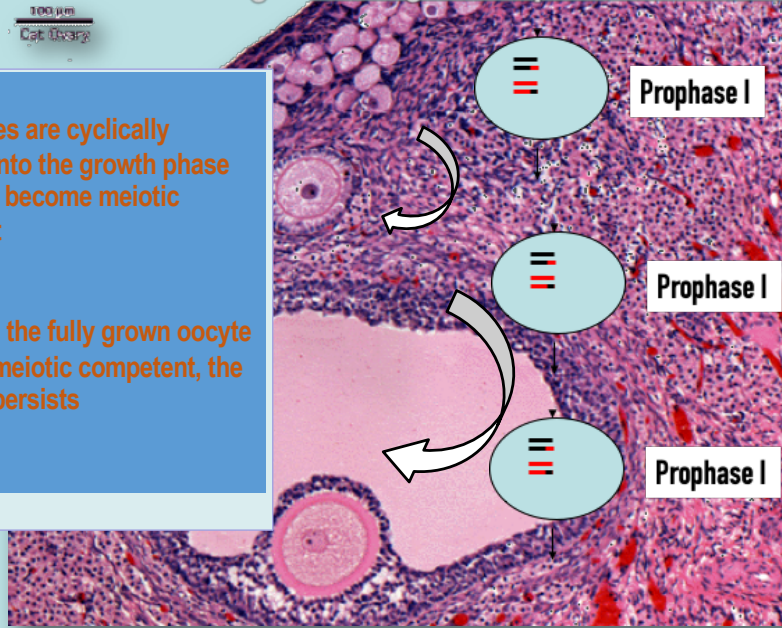 100 µm
Cat Ovary
es are cyclically
nto the growth phase
become meiotic
the fully grown oocyte
meiotic competent, the
persists
Prophase I
Prophase I
Prophase I